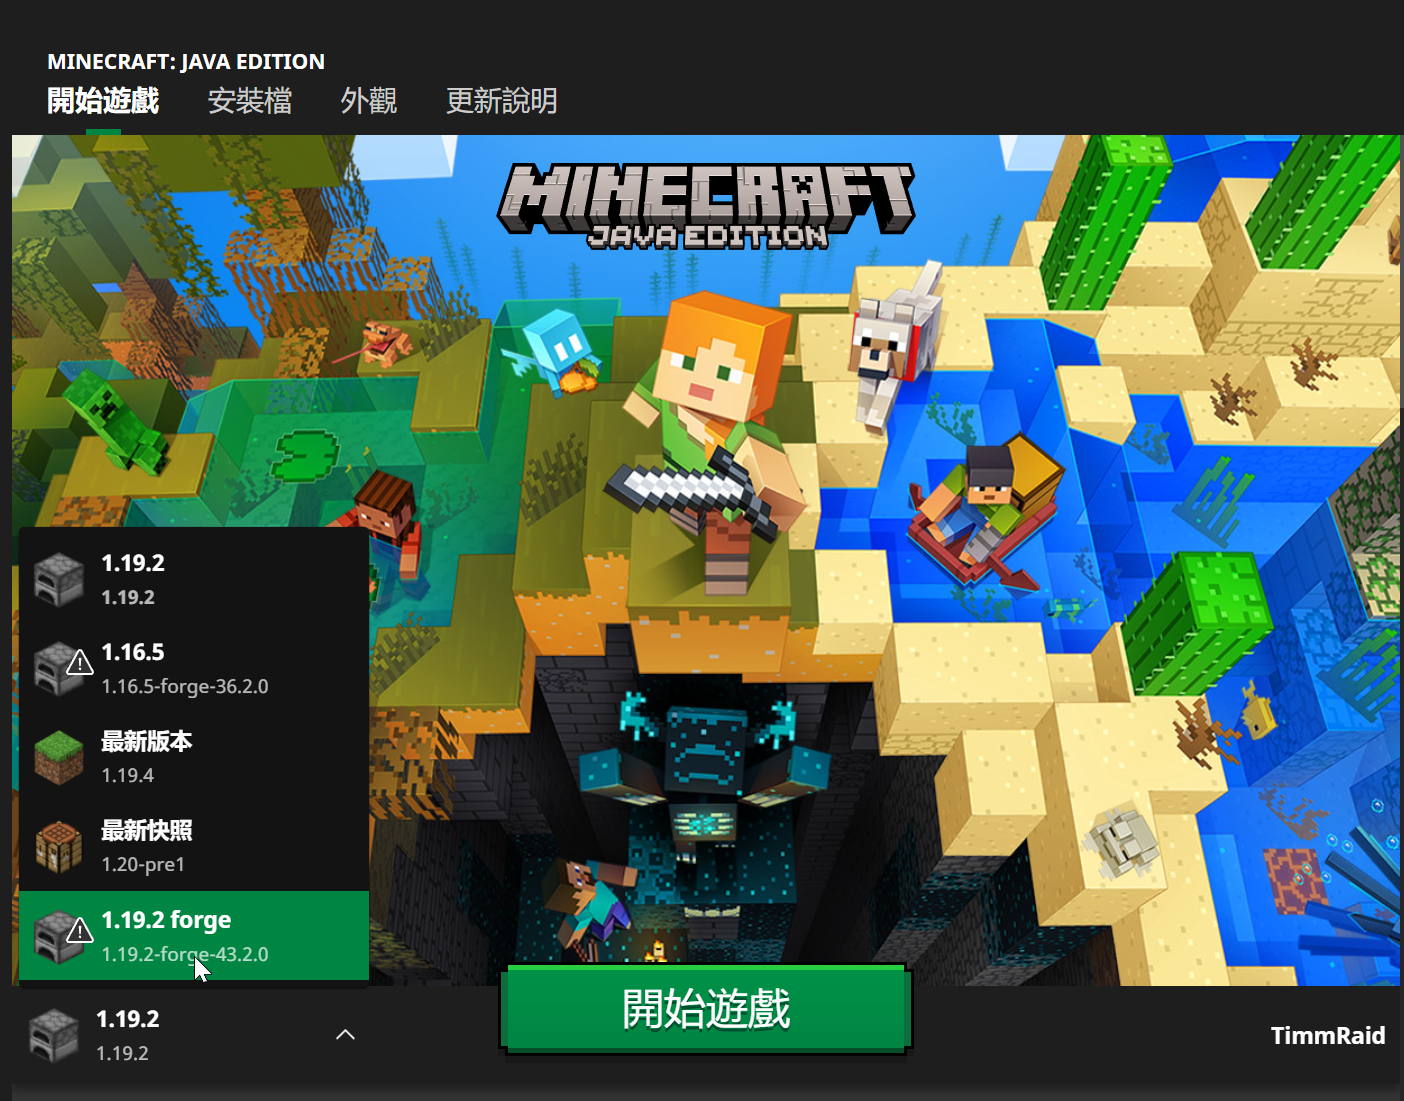 MINECRAFT: JAVA EDITION
開始遊戲 安裝檔 外觀 更新說明
MINECRAFT
JAVA EDITION
1.19.2
1.19.2
1.16.5
1.16.5-forge-36.2.0
最新版本
1.19.4
最新快照
1.20-pre1
1.19.2 forge
1.19.2-forge-43.2.0
1.19.2
1.19.2
開始遊戲
TimmRaid